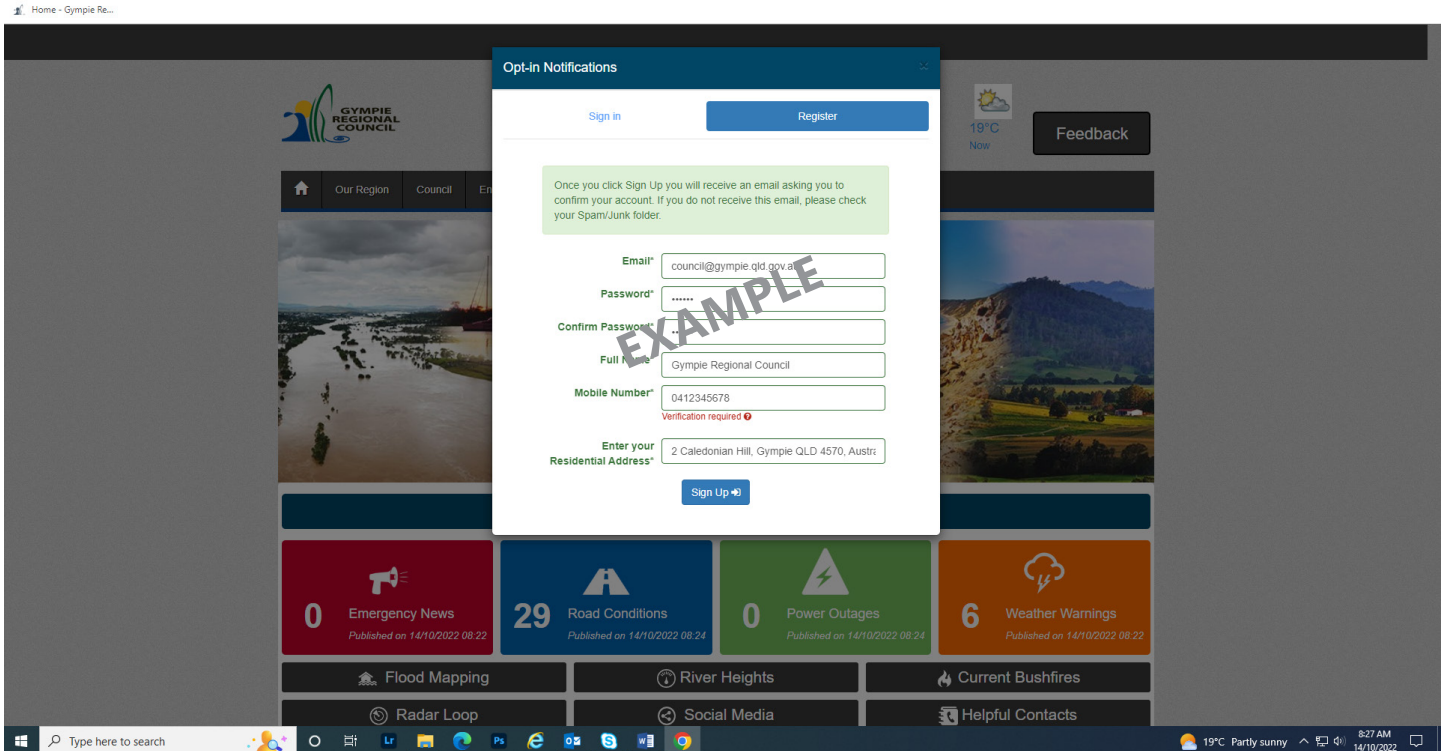 Home - Gympie Re...
Opt-in Notifications
×
Sign in
Register
GYMPIE
REGIONAL
COUNCIL
19°C
Now
Feedback
Our Region
Council
En
Once you click Sign Up you will receive an email asking you to
confirm your account. If you do not receive this email, please check
your Spam/Junk folder.
Email*
council@gympie.qld.gov.a
Password*
Confirm Password*
EXAMPLE
Full Name*
Gympie Regional Council
Mobile Number*
0412345678
Verification required
Enter your
Residential Address*
2 Caledonian Hill, Gympie QLD 4570, Austra
Sign Up
0
Emergency News
Published on 14/10/2022 08:22
29
Road Conditions
Published on 14/10/2022 08:24
0
Power Outages
Published on 14/10/2022 08:24
6
Weather Warnings
Published on 14/10/2022 08:22
Flood Mapping
River Heights
Current Bushfires
Radar Loop
Social Media
Helpful Contacts
Type here to search
Lr
Ps
19°C Partly sunny
8:27 AM
14/10/2022